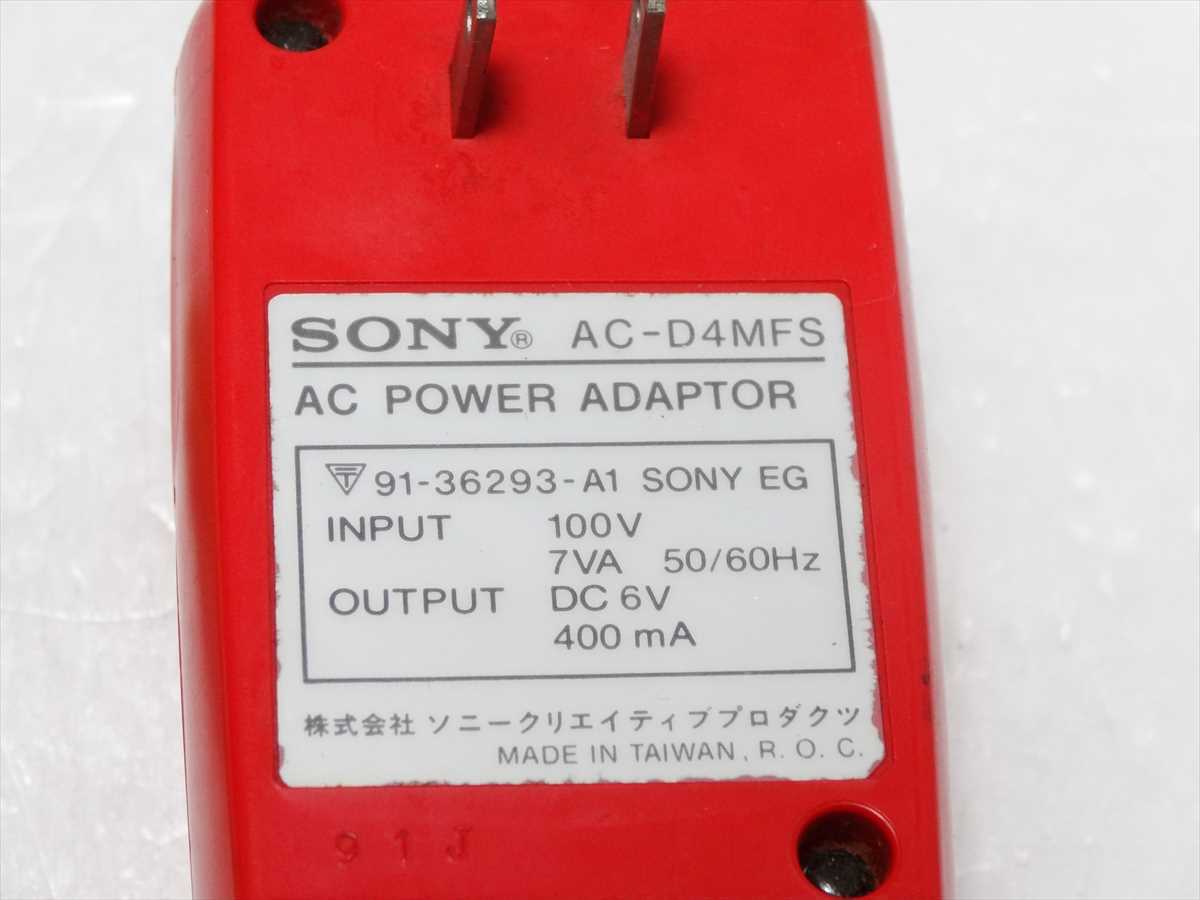 SONY® AC-D4MFS
AC POWER ADAPTOR
91-36293-A1 SONY EG
INPUT 100V
7VA 50/60Hz
OUTPUT DC 6V
400 mA
株式会社 ソニークリエイティブプロダクツ
MADE IN TAIWAN, R. O. C.
91J